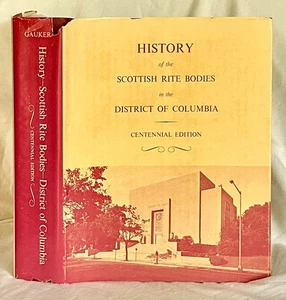 GAUKER
History—Scottish Rite Bodies—District of Columbia
CENTENNIAL EDITION
HISTORY
of the
SCOTTISH RITE BODIES
in the
DISTRICT OF COLUMBIA
CENTENNIAL EDITION